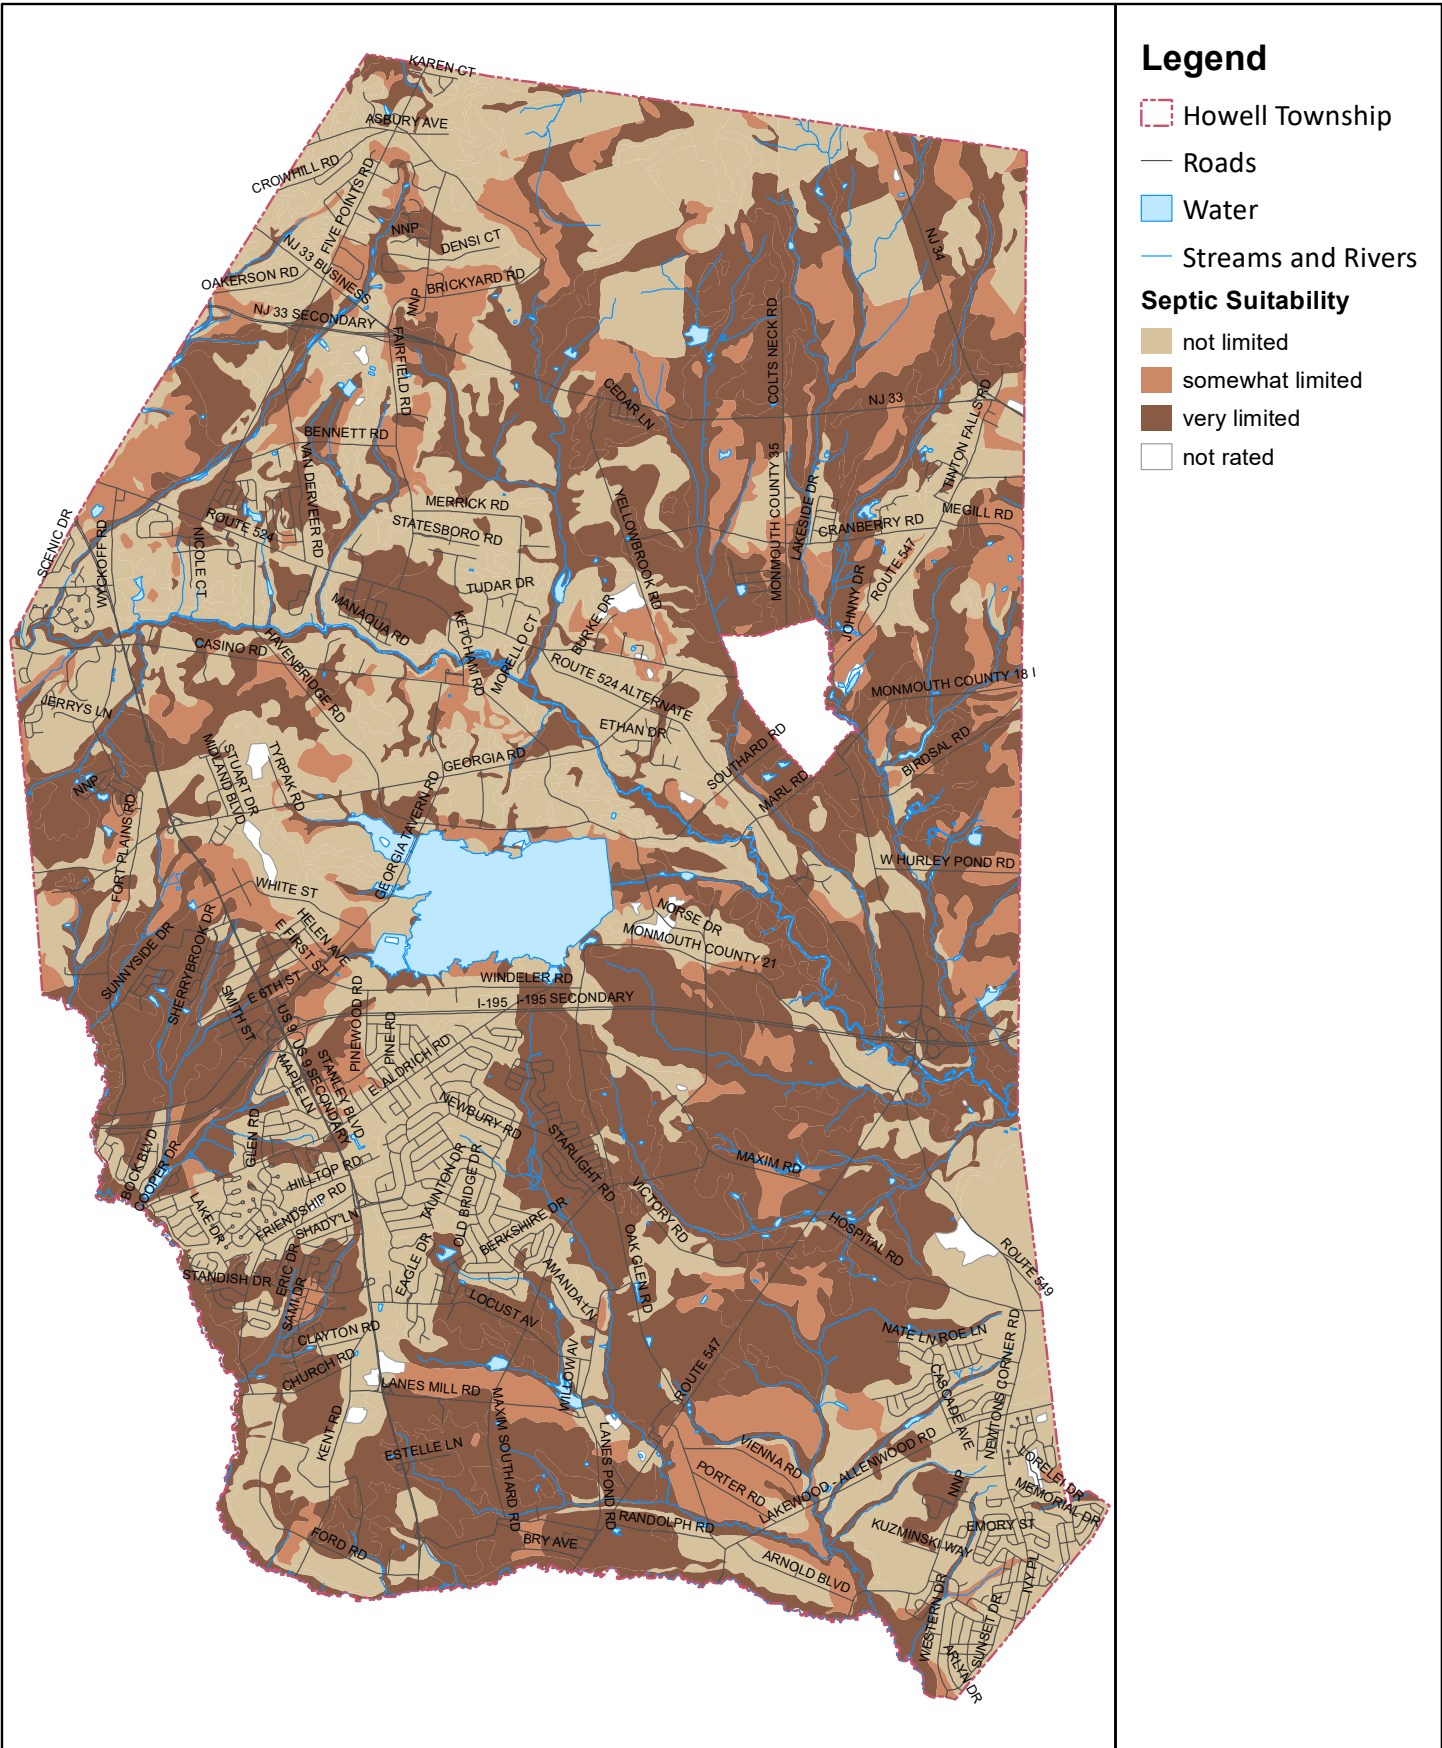 KAREN CT
ASBURY AVE
CROWHILL RD
FIVE POINTS RD
NNP
DENSI CT
NJ 33 BUSINESS
OAKERSON RD
BRICKYARD RD
NNP
NJ 33 SECONDARY
FAIRFIELD RD
NJ 34
COLTS NECK RD
CEDAR LN
NJ 33
TINTON FALLS RD
BENNETT RD
VAN DERVEER RD
MONMOUTH COUNTY 35
LAKESIDE DR
YELLOWBROOK RD
MERRICK RD
STATESBORO RD
CRANBERRY RD
MEGILL RD
SCENIC DR
WYCKOFF RD
NICOLE CT
ROUTE 524
ROUTE 547
JOHNNY DR
TUDAR DR
MANAQUA RD
KETCHAM RD
MORELLO CT
BURKE DR
CASINO RD
HAVENBRIDGE RD
ROUTE 524 ALTERNATE
MONMOUTH COUNTY 18 I
JERRYS LN
ETHAN DR
SOUTHARD RD
BIRDSAL RD
MIDLAND BLVD
STUART DR
TYRPAK RD
GEORGIA RD
MARL RD
NNP
FORT PLAINS RD
GEORGIA TAVERN RD
W HURLEY POND RD
WHITE ST
NORSE DR
MONMOUTH COUNTY 21
HELEN AVE
E FIRST ST
SUNNYSIDE DR
SHERRYBROOK DR
E 6TH ST
SMITH ST
WINDELER RD
I-195
I-195 SECONDARY
US 9
US 9 SECONDARY
PINEWOOD RD
PINE RD
STANLEY BLVD
MAPLE LN
E. ALDRICH RD
NEWBURY RD
GLEN RD
BOCK BLVD
COOPER DR
STARLIGHT RD
MAXIM RD
HILLTOP RD
TAUNTON DR
OLD BRIDGE DR
LAKE DR
FRIENDSHIP RD
SHADY LN
BERKSHIRE DR
VICTORY RD
HOSPITAL RD
OAK GLEN RD
ROUTE 549
EAGLE DR
AMANDA LN
STANDISH DR
ERIC DR
SAMI DR
LOCUST AV
CLAYTON RD
CHURCH RD
NATE LN
ROE LN
WILLOW AV
ROUTE 547
CASCADE AVE
NEWTONS CORNER RD
LANES MILL RD
KENT RD
MAXIM SOUTHARD RD
LANES POND RD
ESTELLE LN
VIENNA RD
PORTER RD
LAKEWOOD - ALLENWOOD RD
NNP
LORELEI DR
MEMORIAL DR
RANDOLPH RD
BRY AVE
FORD RD
KUZMINSKI WAY
EMORY ST
ARNOLD BLVD
IVY PL
WESTERN DR
SUNSET DR
ARLYN DR
Legend
Howell Township
Roads
Water
Streams and Rivers
Septic Suitability
not limited
somewhat limited
very limited
not rated